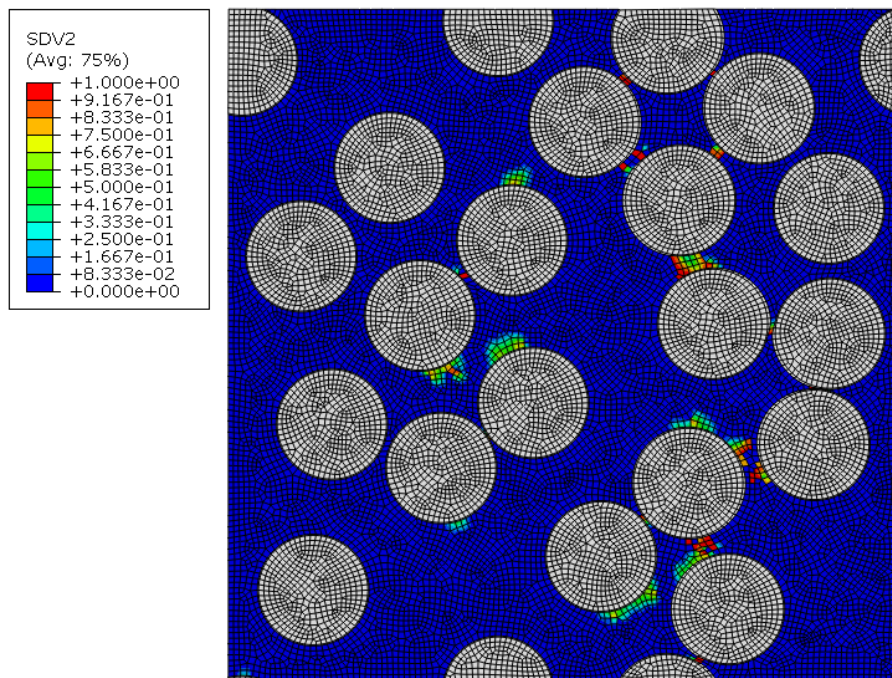 SDV2
(Avg: 75%)
+1.000e+00
+9.167e-01
+8.333e-01
+7.500e-01
+6.667e-01
+5.833e-01
+5.000e-01
+4.167e-01
+3.333e-01
+2.500e-01
+1.667e-01
+8.333e-02
+0.000e+00